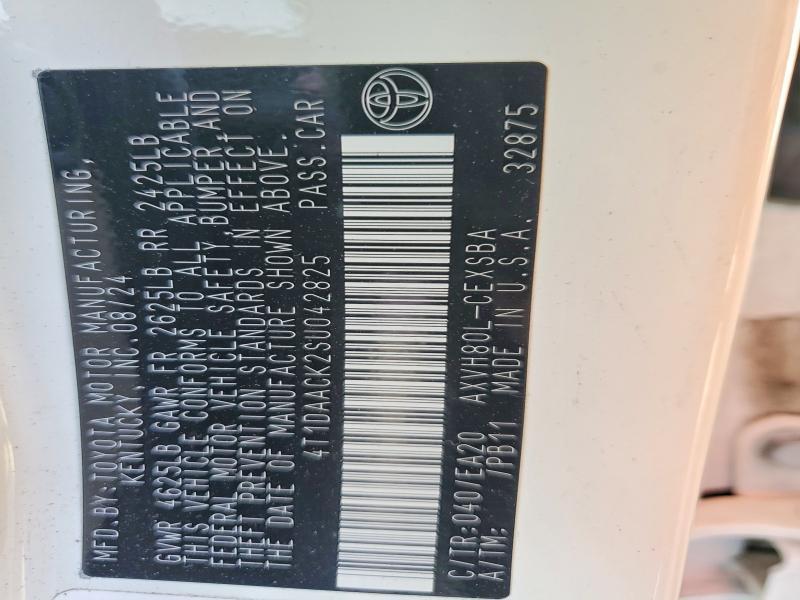 MFD.BY:TOYOTA MOTOR MANUFACTURING,
KENTUCKY, INC.08/24
GVWR 4625LB GAWR FR 2625LB RR 2425LB
THIS VEHICLE CONFORMS TO ALL APPLICABLE
FEDERAL MOTOR VEHICLE SAFETY, BUMPER,AND
THEFT PREVENTION STANDARDS IN EFFECT ON
THE DATE OF MANUFACTURE SHOWN ABOVE.
4T1DAACK2SU042825 PASS.CAR
C/TR:040/EA20 AXVH80L-CEXSBA
A/TM: /PB11 MADE IN U.S.A. 32875